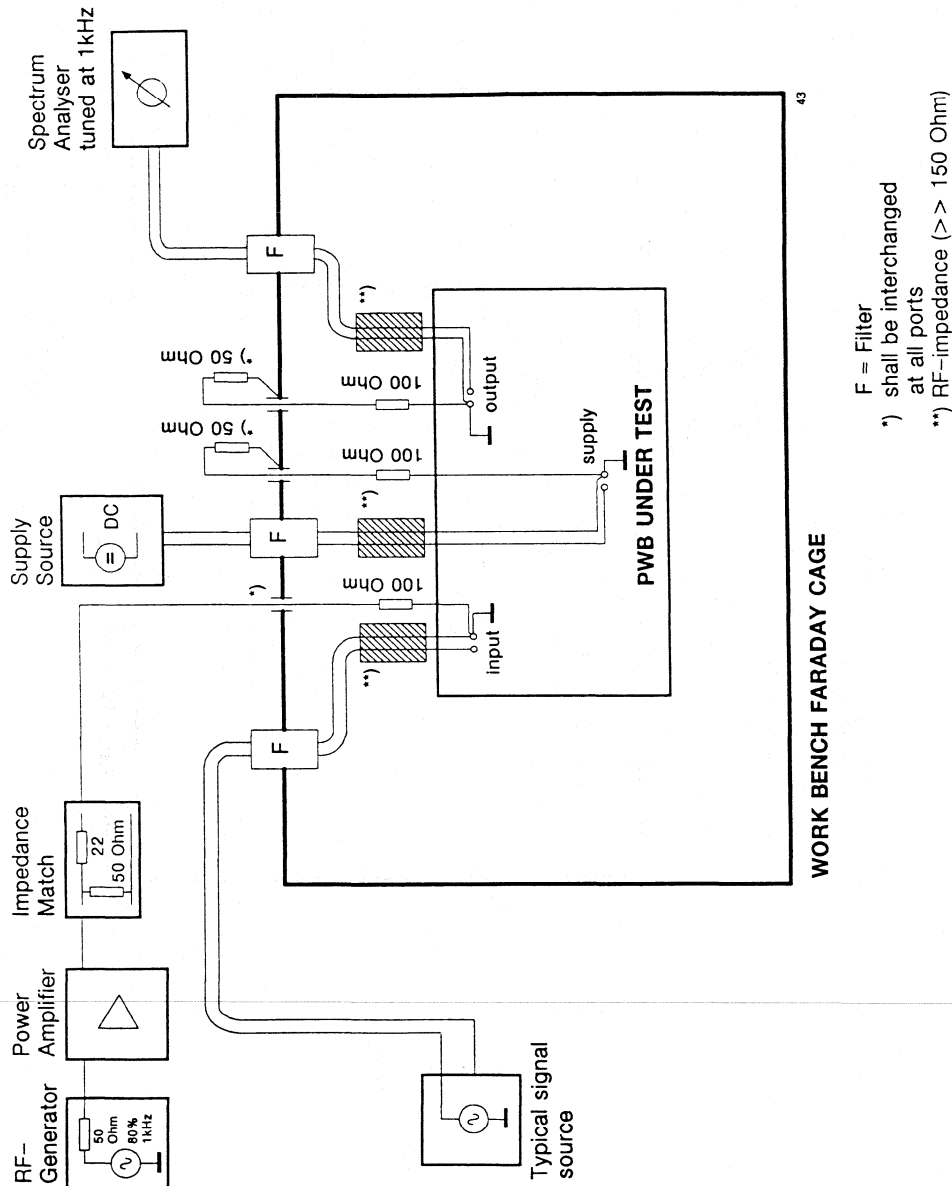 RF-
Generator
50
Ohm
80%
1kHz
Power
Amplifier
Impedance
Match
22
50 Ohm
Supply
Source
=
DC
Spectrum
Analyser
tuned at 1kHz
Typical signal
source
F
F
F
*)
*) 50 Ohm
*) 50 Ohm
**)
**)
**)
100 Ohm
100 Ohm
100 Ohm
input
supply
output
PWB UNDER TEST
WORK BENCH FARADAY CAGE
43
F = Filter
*) shall be interchanged
at all ports
**) RF-impedance (>> 150 Ohm)